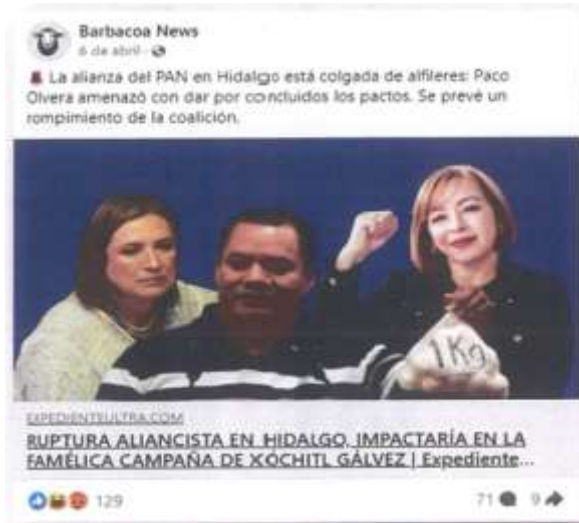 Barbacoa News
6 de abril ·
La alianza del PAN en Hidalgo está colgada de alfileres: Paco
Olvera amenazó con dar por concluidos los pactos. Se prevé un
rompimiento de la coalición.
1 Kg
EXPEDIENTEULTRA.COM
RUPTURA ALIANCISTA EN HIDALGO, IMPACTARÍA EN LA
FAMÉLICA CAMPAÑA DE XÓCHITL GÁLVEZ | Expediente...
129
71
9